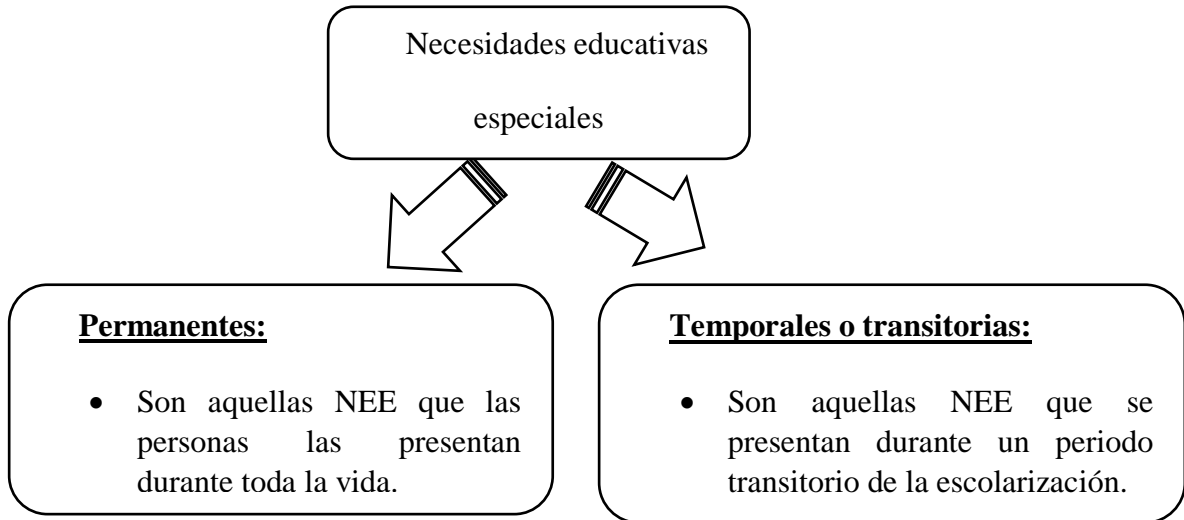 Necesidades educativas
especiales
Permanentes:
• Son aquellas NEE que las
personas las presentan
durante toda la vida.
Temporales o transitorias:
• Son aquellas NEE que se
presentan durante un periodo
transitorio de la escolarización.